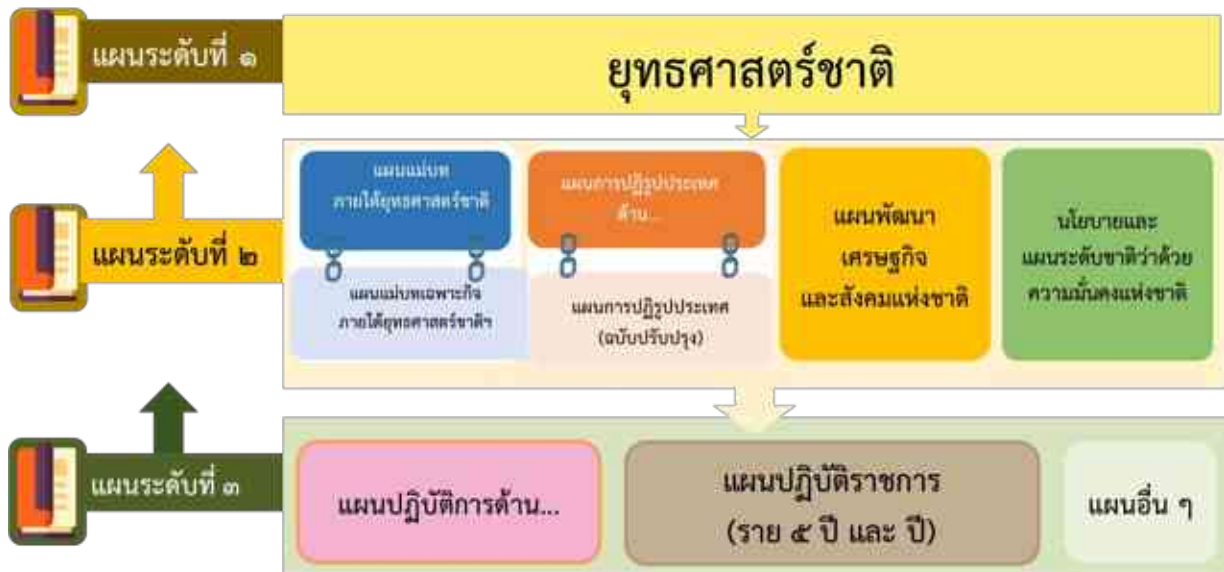 แผนระดับที่ ๑
ยุทธศาสตร์ชาติ
แผนระดับที่ ๒
แผนแม่บท
ภายใต้ยุทธศาสตร์ชาติ
แผนแม่บทเฉพาะกิจ
ภายใต้ยุทธศาสตร์ชาติฯ
แผนการปฏิรูปประเทศ
ด้าน...
แผนการปฏิรูปประเทศ
(ฉบับปรับปรุง)
แผนพัฒนา
เศรษฐกิจ
และสังคมแห่งชาติ
นโยบายและ
แผนระดับชาติว่าด้วย
ความมั่นคงแห่งชาติ
แผนระดับที่ ๓
แผนปฏิบัติการด้าน...
แผนปฏิบัติราชการ
(ราย ๕ ปี และ ปี)
แผนอื่น ๆ